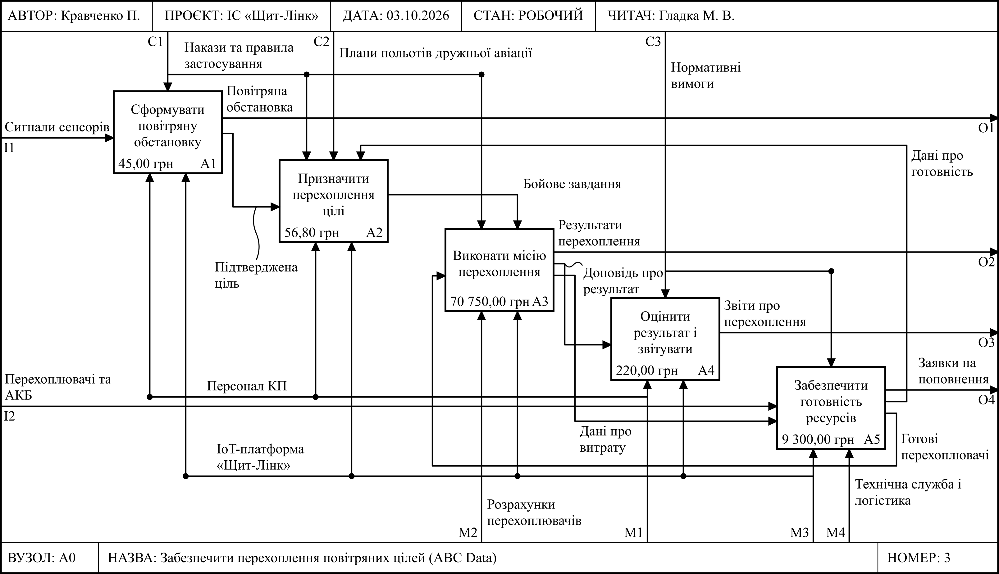 АВТОР: Кравченко П.
ПРОЄКТ: ІС «Щит-Лінк»
ДАТА: 03.10.2026
СТАН: РОБОЧИЙ
ЧИТАЧ: Гладка М. В.
C1
Накази та правила
застосування
C2
Плани польотів дружньої авіації
C3
Нормативні
вимоги
Повітряна
обстановка
O1
Сигнали сенсорів
I1
Сформувати
повітряну
обстановку
45,00 грн
A1
Дані про
готовність
Призначити
перехоплення
цілі
56,80 грн
A2
Бойове завдання
Підтверджена
ціль
Результати
перехоплення
O2
Виконати місію
перехоплення
70 750,00 грн
A3
Доповідь про
результат
Оцінити
результат і
звітувати
220,00 грн
A4
Звіти про
перехоплення
O3
Заявки на
поповнення
O4
Перехоплювачі та
АКБ
I2
Персонал КП
Забезпечити
готовність
ресурсів
9 300,00 грн
A5
Дані про
витрату
Готові
перехоплювачі
ІоТ-платформа
«Щит-Лінк»
Технічна служба і
логістика
Розрахунки
перехоплювачів
M2
M1
M3
M4
ВУЗОЛ: A0
НАЗВА: Забезпечити перехоплення повітряних цілей (ABC Data)
НОМЕР: 3